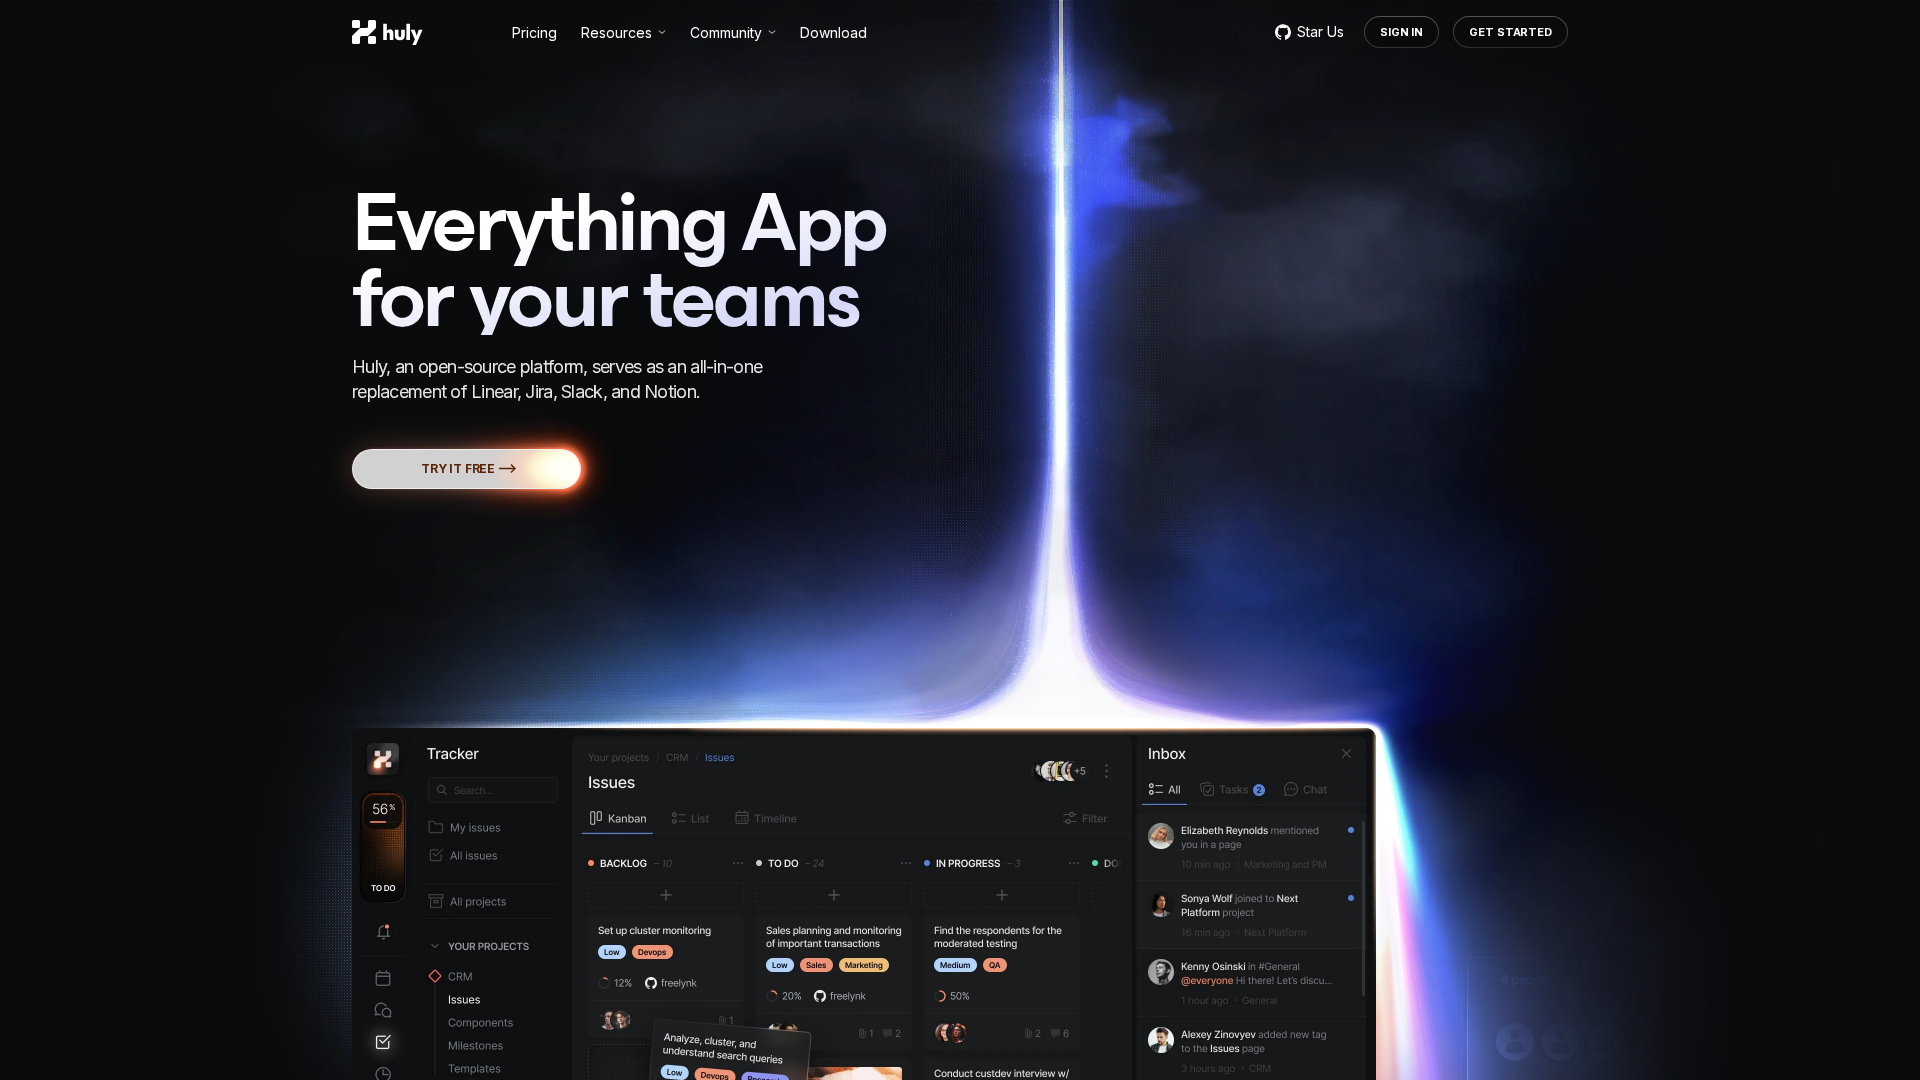 huly
Pricing
Resources
Community
Download
Star Us
SIGN IN
GET STARTED
Everything App
for your teams
Huly, an open-source platform, serves as an all-in-one
replacement of Linear, Jira, Slack, and Notion.
TRY IT FREE
56%
TO DO
Tracker
Search...
My issues
All issues
All projects
YOUR PROJECTS
CRM
Issues
Components
Milestones
Templates
Your projects / CRM / Issues
Issues
+5
Kanban
List
Timeline
Filter
BACKLOG – 10
Set up cluster monitoring
Low Devops
12% freelynk
1
Analyze, cluster, and
understand search queries
Low Devops
TO DO – 24
Sales planning and monitoring
of important transactions
Low Sales Marketing
20% freelynk
1 2
IN PROGRESS – 3
Find the respondents for the
moderated testing
Medium QA
50%
2 6
Conduct custdev interview w/
DO
Inbox
All
Tasks 2
Chat
Elizabeth Reynolds mentioned
you in a page
10 min ago · Marketing and PM
Sonya Wolf joined to Next
Platform project
16 min ago · Next Platform
Kenny Osinski in #General
@everyone Hi there! Let's discu...
1 hour ago · General
Alexey Zinovyev added new tag
to the Issues page
3 hours ago · CRM